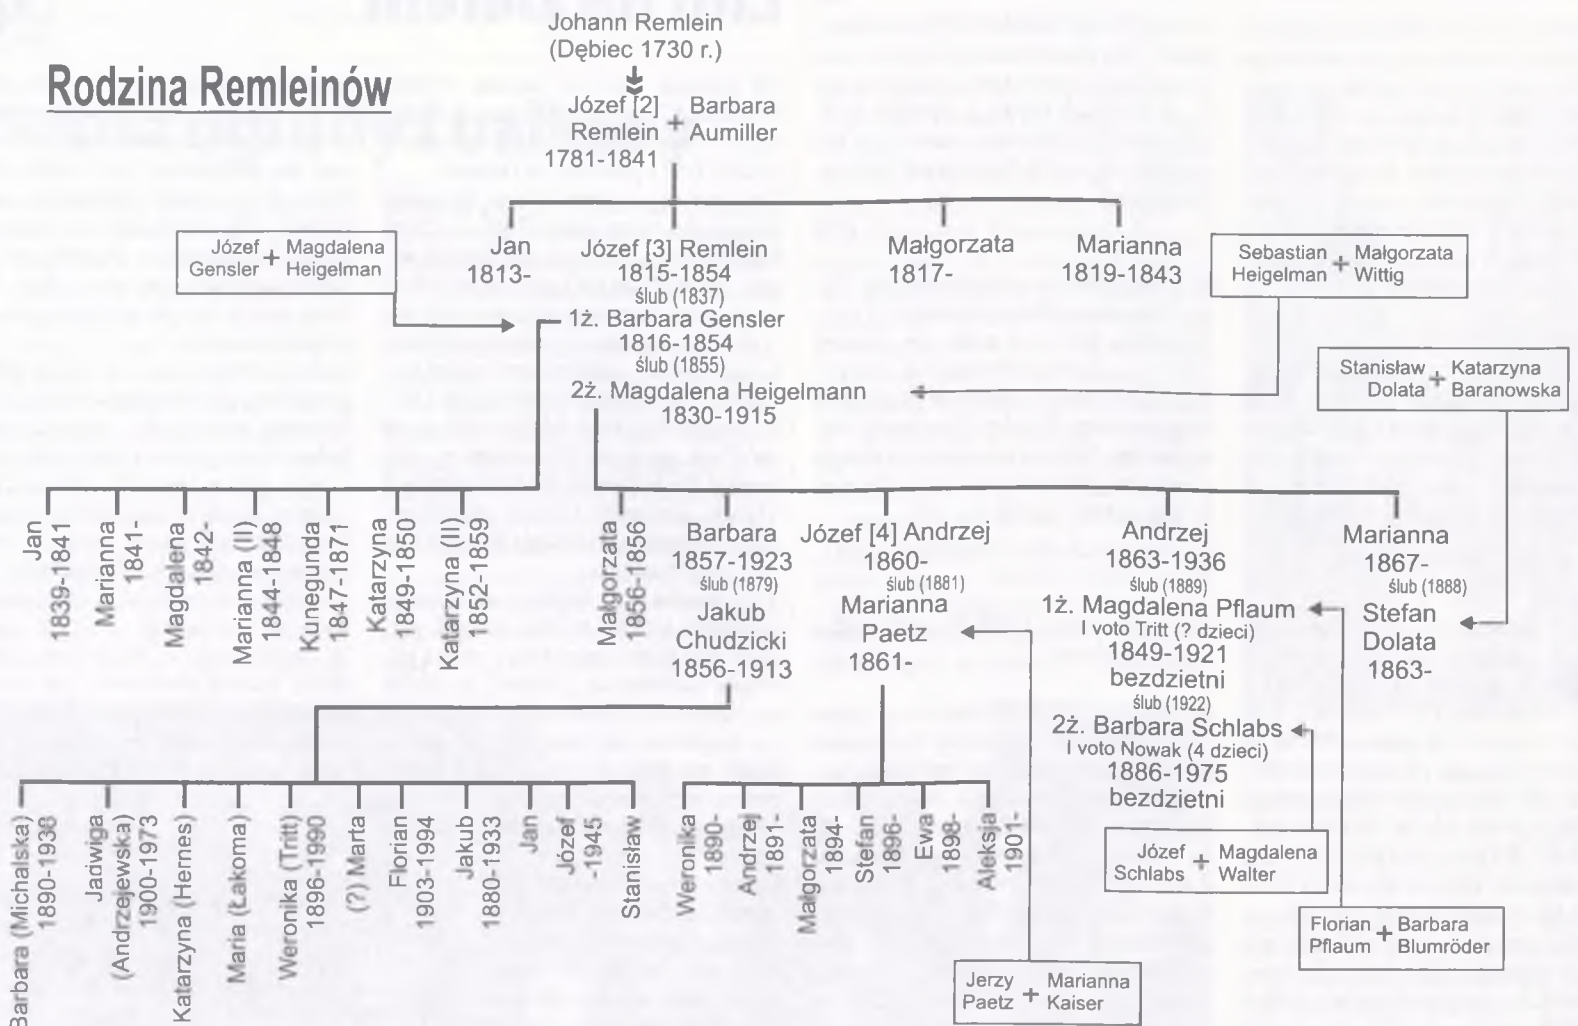 Rodzina Remleinów
Johann Remlein
(Dębiec 1730 r.)
Józef [2]
Remlein
1781-1841
+
Barbara
Aumiller
Józef
Gensler
+
Magdalena
Heigelman
Jan
1813-
Józef [3] Remlein
1815-1854
ślub (1837)
1ż. Barbara Gensler
1816-1854
ślub (1855)
2ż. Magdalena Heigelmann
1830-1915
Małgorzata
1817-
Marianna
1819-1843
Sebastian
Heigelman
+
Małgorzata
Wittig
Stanisław
Dolata
+
Katarzyna
Baranowska
Jan
1839-1841
Marianna
1841-
Magdalena
1842-
Marianna (II)
1844-1848
Kunegunda
1847-1871
Katarzyna
1849-1850
Katarzyna (II)
1852-1859
Małgorzata
1856-1856
Barbara
1857-1923
ślub (1879)
Jakub
Chudzicki
1856-1913
Józef [4] Andrzej
1860-
ślub (1881)
Marianna
Paetz
1861-
Andrzej
1863-1936
ślub (1889)
1ż. Magdalena Pflaum
I voto Tritt (? dzieci)
1849-1921
bezdzietni
ślub (1922)
2ż. Barbara Schlabs
I voto Nowak (4 dzieci)
1886-1975
bezdzietni
Marianna
1867-
ślub (1888)
Stefan
Dolata
1863-
Barbara (Michalska)
1890-1936
Jadwiga
(Andrzejewska)
1900-1973
Katarzyna (Hernes)
Maria (Łakoma)
Weronika (Tritt)
1896-1990
(?) Marta
Florian
1903-1994
Jakub
1880-1933
Jan
Józef
-1945
Stanisław
Weronika
1890-
Andrzej
1891-
Małgorzata
1894-
Stefan
1896-
Ewa
1898-
Aleksja
1901-
Józef
Schlabs
+
Magdalena
Walter
Florian
Pflaum
+
Barbara
Blumröder
Jerzy
Paetz
+
Marianna
Kaiser